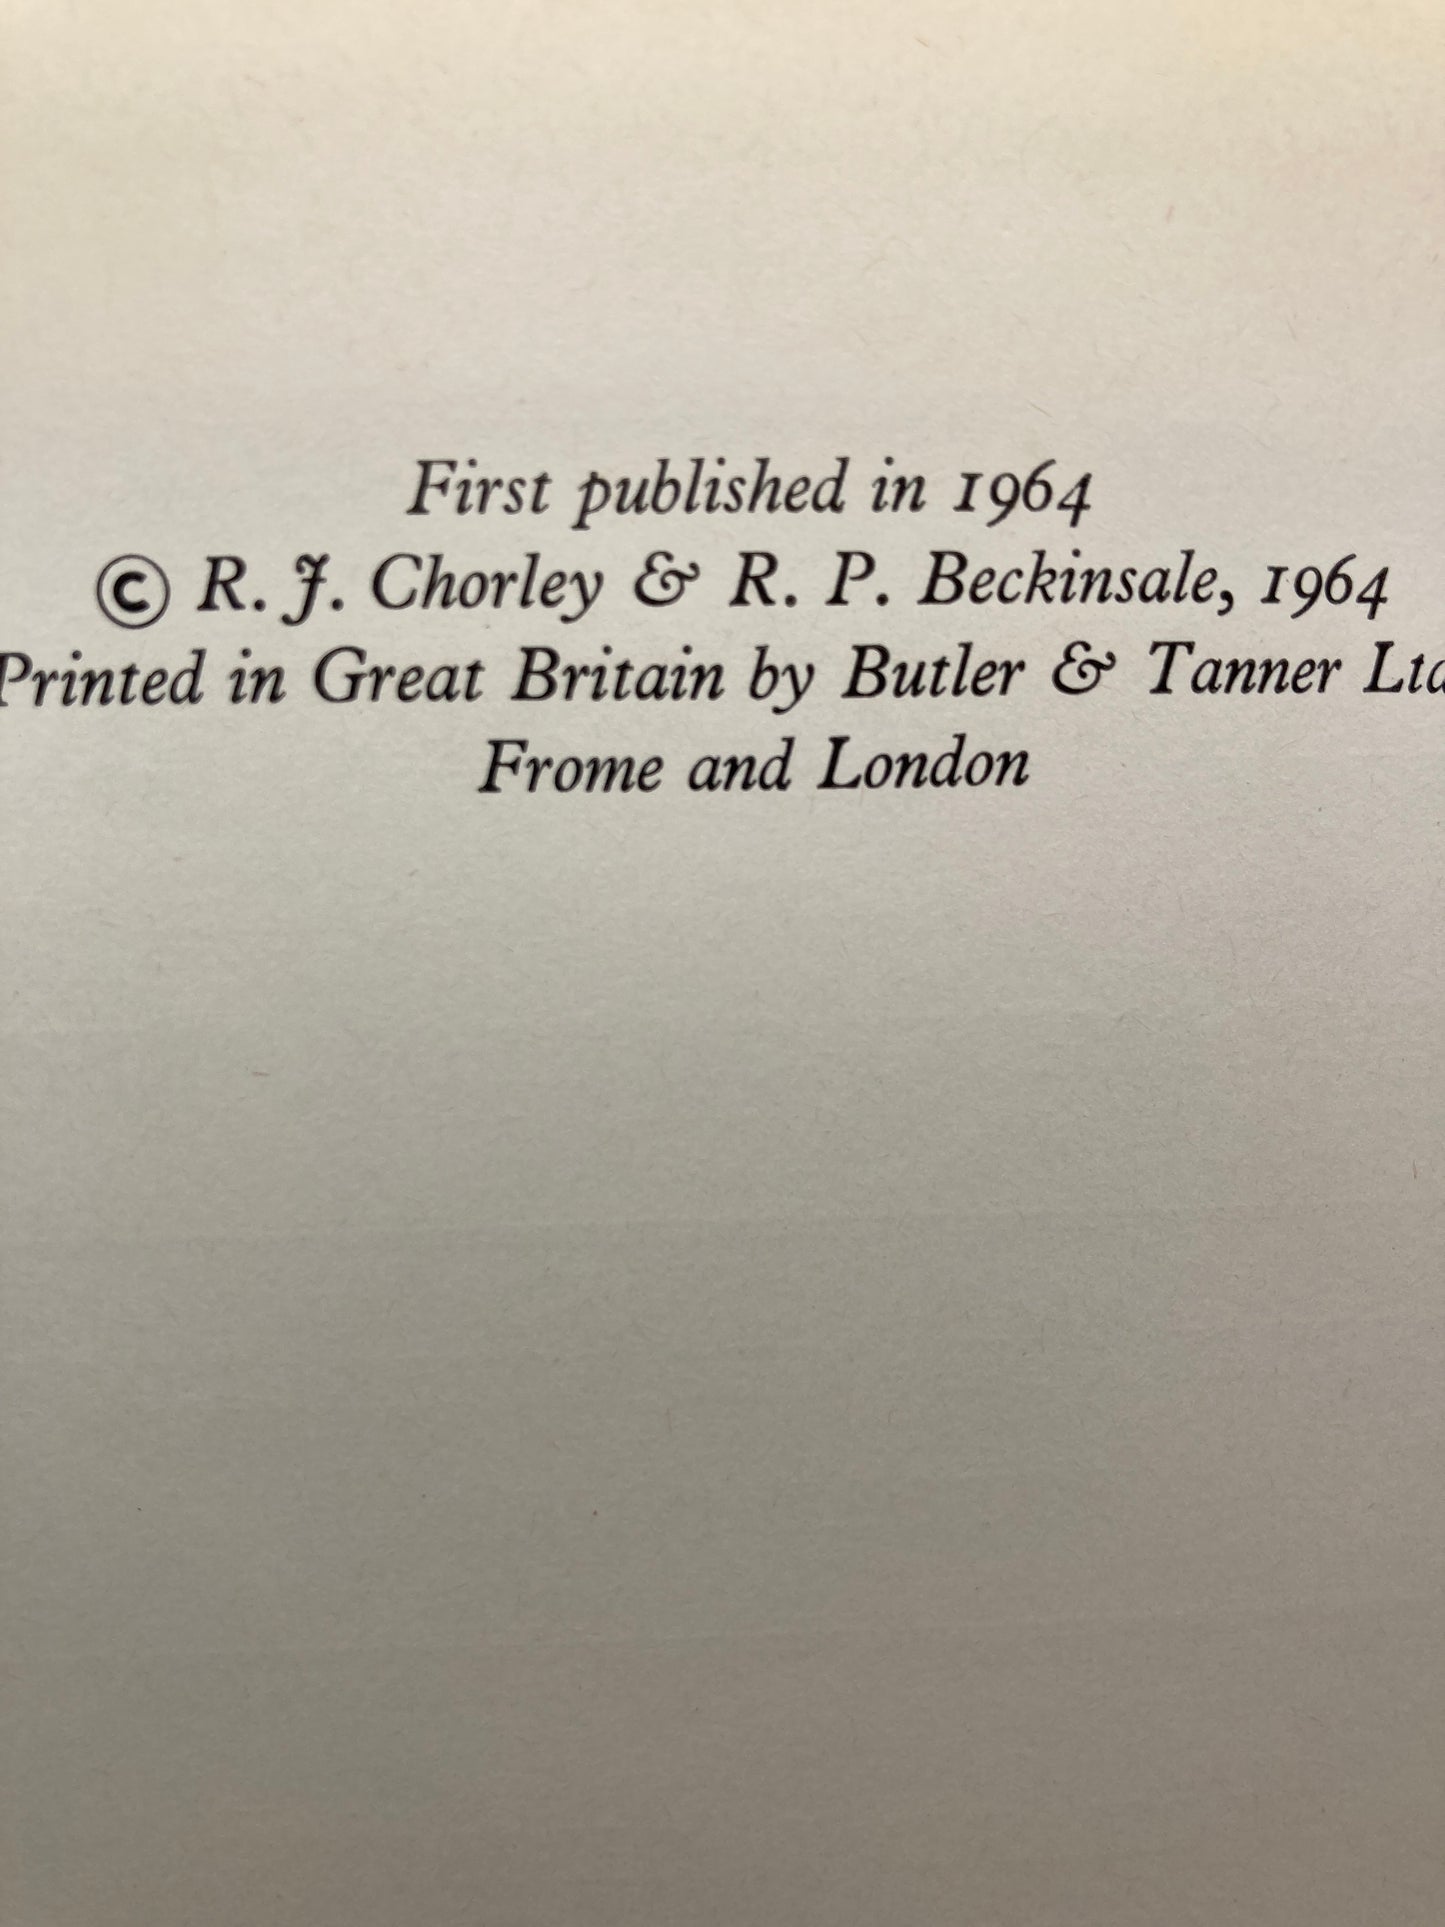 First published in 1964
© R. J. Chorley & R. P. Beckinsale, 1964
Printed in Great Britain by Butler & Tanner Ltd
Frome and London